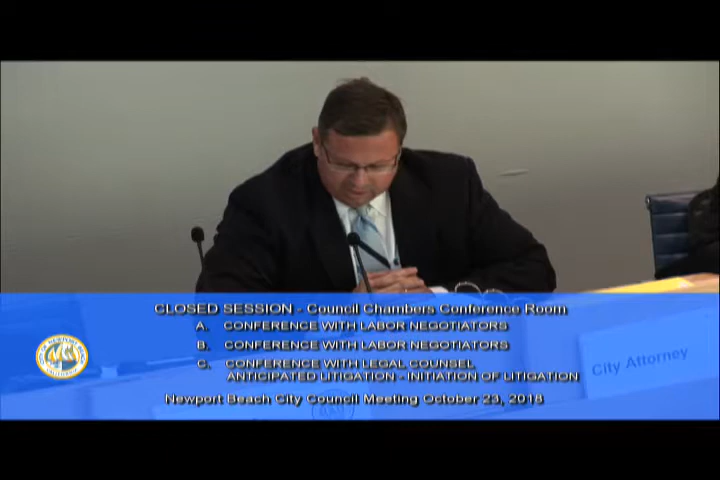 CLOSED SESSION - Council Chambers Conference Room
A. CONFERENCE WITH LABOR NEGOTIATORS
B. CONFERENCE WITH LABOR NEGOTIATORS
C. CONFERENCE WITH LEGAL COUNSEL
ANTICIPATED LITIGATION - INITIATION OF LITIGATION
City Attorney
Newport Beach City Council Meeting October 23, 2018